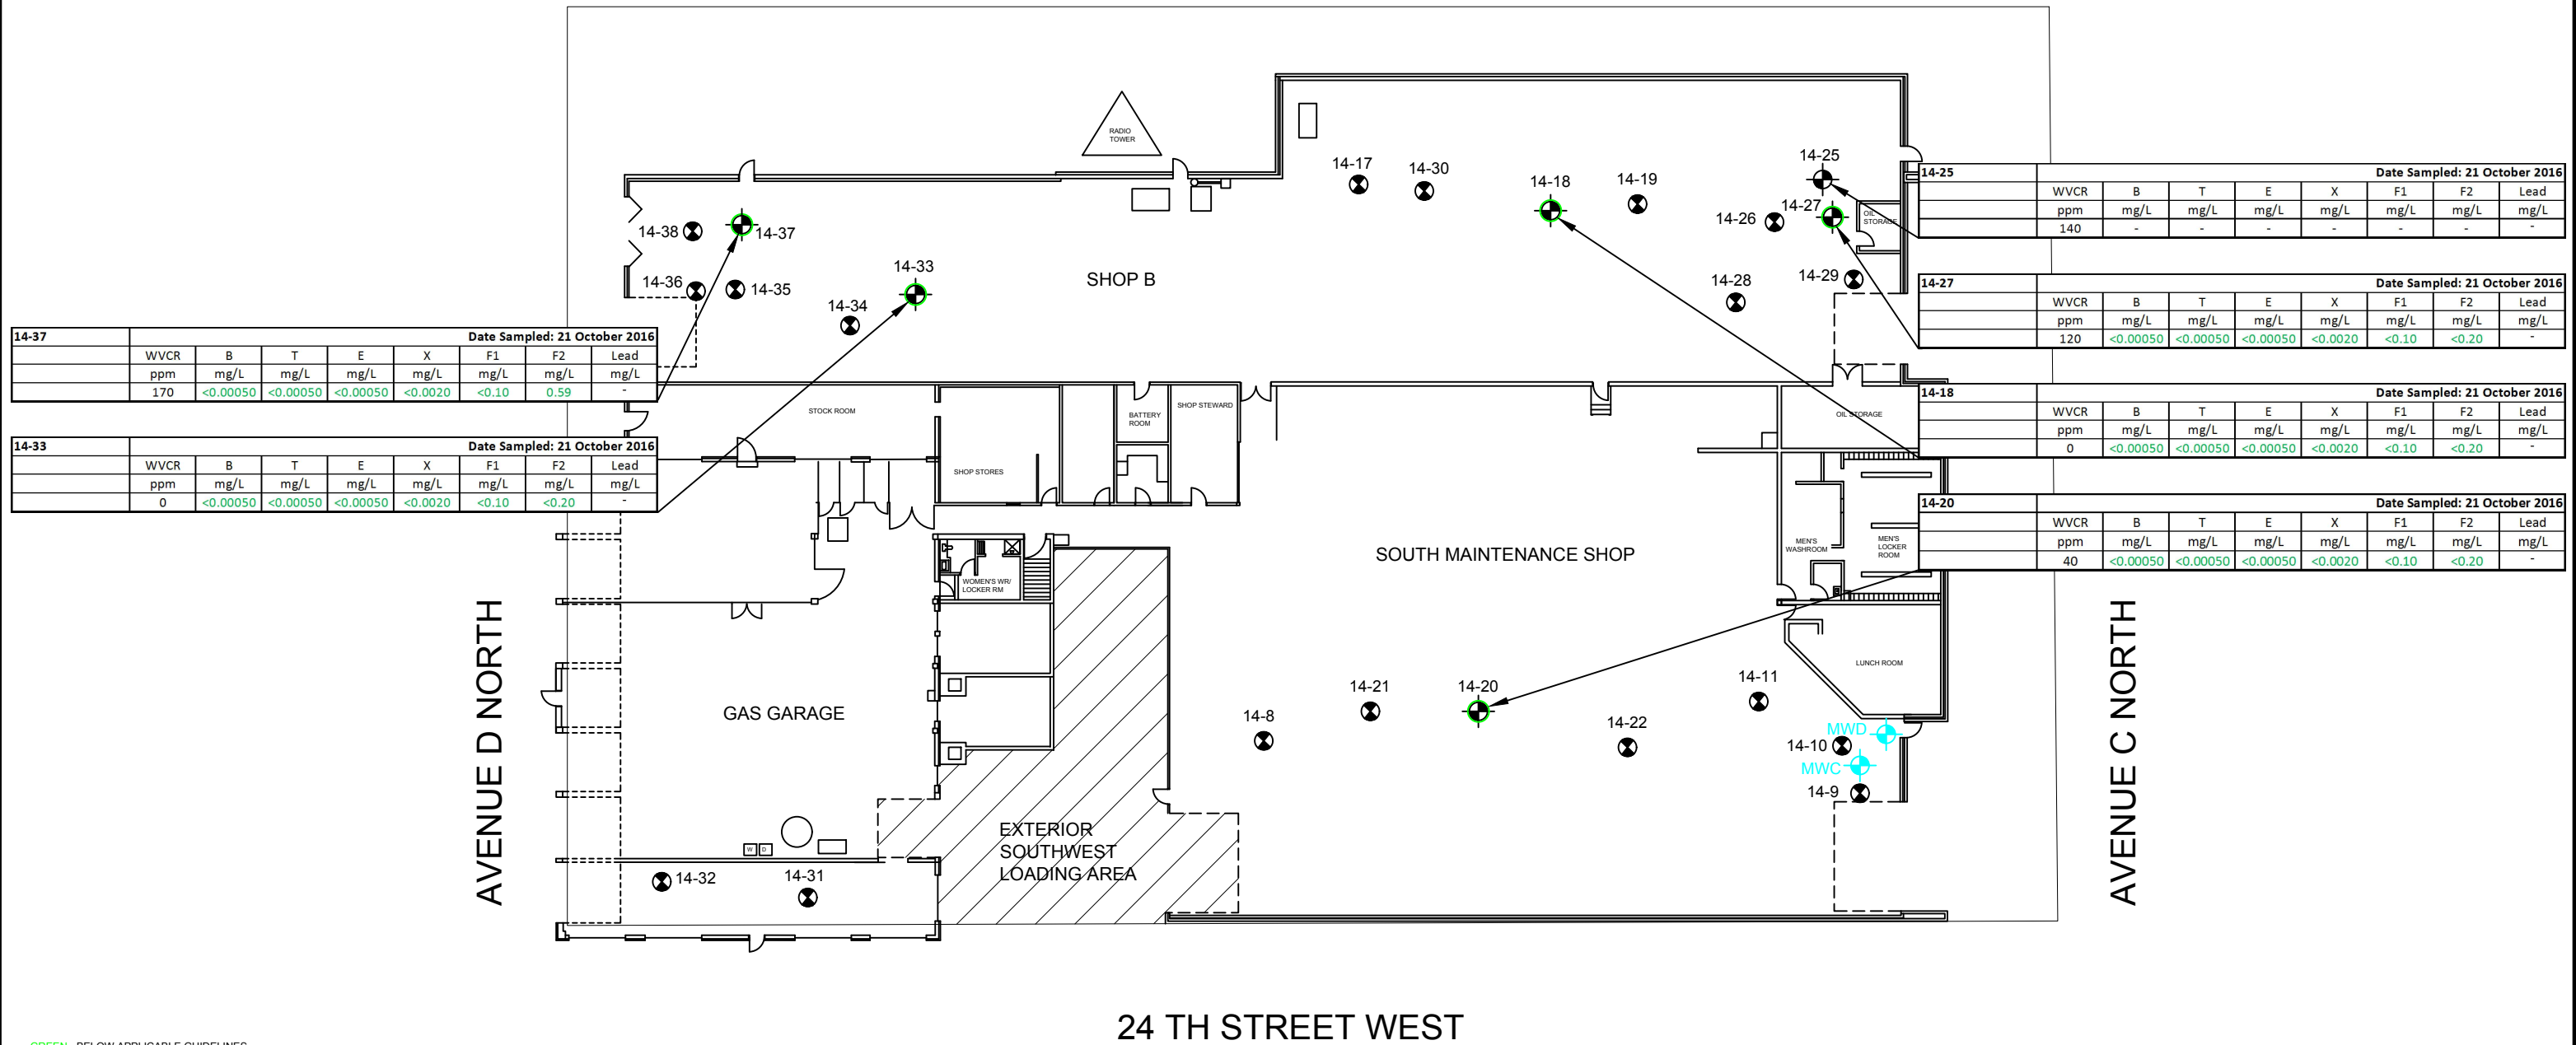 RADIO
TOWER
14-17
14-30
14-18
14-19
14-25
14-26
14-27
OIL
STORAGE
14-28
14-29
14-38
14-37
14-36
14-35
14-34
14-33
SHOP B
14-25 Date Sampled: 21 October 2016
WVCR B T E X F1 F2 Lead
ppm mg/L mg/L mg/L mg/L mg/L mg/L mg/L
140 - - - - - - -
14-27 Date Sampled: 21 October 2016
WVCR B T E X F1 F2 Lead
ppm mg/L mg/L mg/L mg/L mg/L mg/L mg/L
120 <0.00050 <0.00050 <0.00050 <0.0020 <0.10 <0.20 -
14-37 Date Sampled: 21 October 2016
WVCR B T E X F1 F2 Lead
ppm mg/L mg/L mg/L mg/L mg/L mg/L mg/L
170 <0.00050 <0.00050 <0.00050 <0.0020 <0.10 0.59 -
14-18 Date Sampled: 21 October 2016
WVCR B T E X F1 F2 Lead
ppm mg/L mg/L mg/L mg/L mg/L mg/L mg/L
0 <0.00050 <0.00050 <0.00050 <0.0020 <0.10 <0.20 -
14-33 Date Sampled: 21 October 2016
WVCR B T E X F1 F2 Lead
ppm mg/L mg/L mg/L mg/L mg/L mg/L mg/L
0 <0.00050 <0.00050 <0.00050 <0.0020 <0.10 <0.20 -
14-20 Date Sampled: 21 October 2016
WVCR B T E X F1 F2 Lead
ppm mg/L mg/L mg/L mg/L mg/L mg/L mg/L
40 <0.00050 <0.00050 <0.00050 <0.0020 <0.10 <0.20 -
STOCK ROOM
SHOP STORES
BATTERY
ROOM
SHOP STEWARD
OIL STORAGE
MEN'S
WASHROOM
MEN'S
LOCKER
ROOM
WOMEN'S WR/
LOCKER RM
SOUTH MAINTENANCE SHOP
LUNCH ROOM
AVENUE D NORTH
AVENUE C NORTH
GAS GARAGE
14-8
14-21
14-20
14-22
14-11
MWD
14-10
MWC
14-9
EXTERIOR
SOUTHWEST
LOADING AREA
W D
14-32
14-31
24 TH STREET WEST
GREEN - BELOW APPLICABLE GUIDELINES